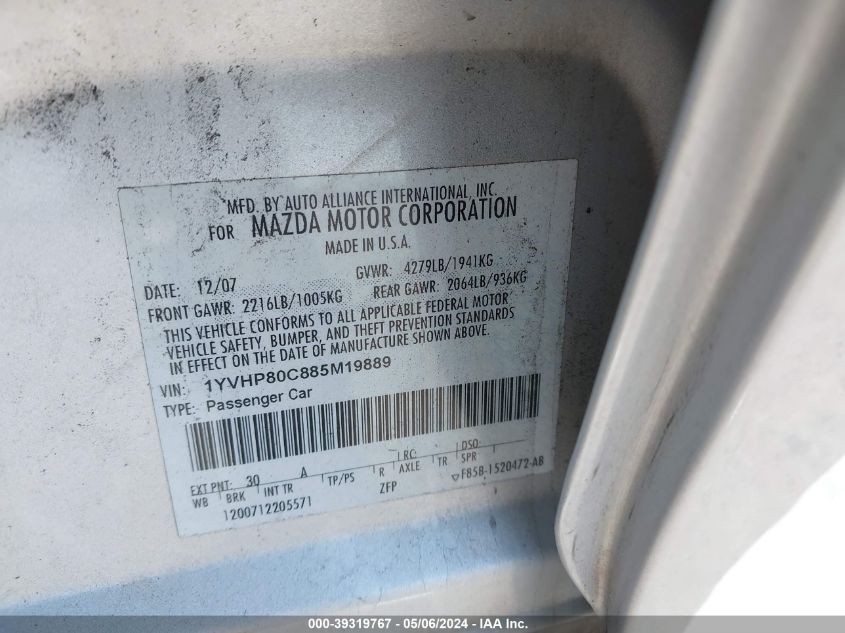 MFD. BY AUTO ALLIANCE INTERNATIONAL, INC.
FOR MAZDA MOTOR CORPORATION
MADE IN U.S.A.
DATE: 12/07 GVWR: 4279LB/1941KG
FRONT GAWR: 2216LB/1005KG REAR GAWR: 2064LB/936KG
THIS VEHICLE CONFORMS TO ALL APPLICABLE FEDERAL MOTOR
VEHICLE SAFETY, BUMPER, AND THEFT PREVENTION STANDARDS
IN EFFECT ON THE DATE OF MANUFACTURE SHOWN ABOVE.
VIN: 1YVHP80C885M19889
TYPE: Passenger Car
EXT PNT: 30 A RC: DSO:
WB BRK INT TR TP/PS R AXLE TR SPR
1200712205571 ZFP ▽F85B-1520472-AB
000-39319767 - 05/06/2024 - IAA Inc.